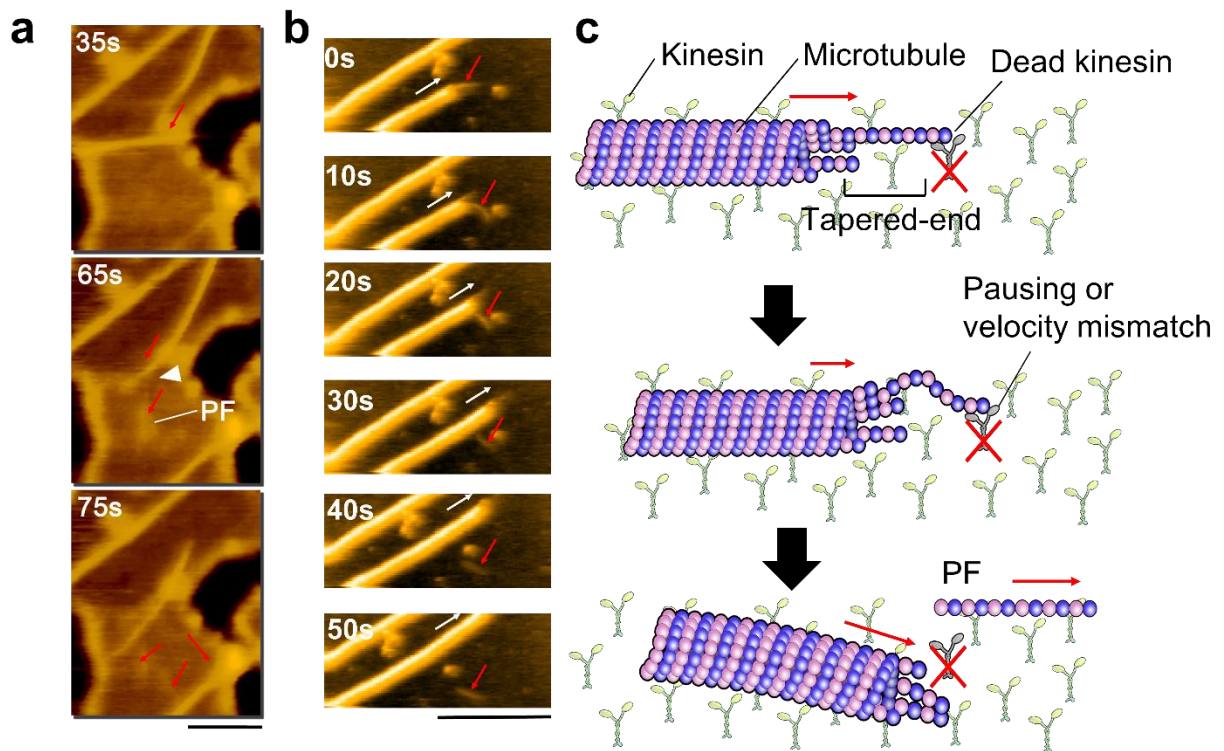 a
35s
65s
PF
75s
b
0s
10s
20s
30s
40s
50s
c
Kinesin
Microtubule
Dead kinesin
Tapered-end
Pausing or
velocity mismatch
PF